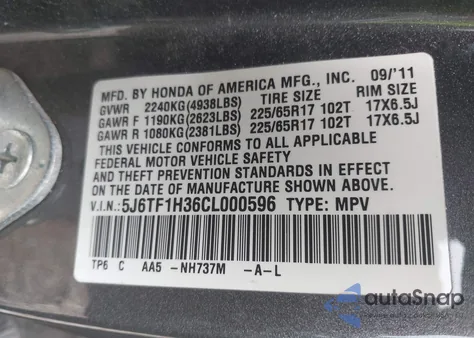 MFD. BY HONDA OF AMERICA MFG., INC. 09/'11
GVWR 2240KG(4938LBS) TIRE SIZE RIM SIZE
GAWR F 1190KG(2623LBS) 225/65R17 102T 17X6.5J
GAWR R 1080KG(2381LBS) 225/65R17 102T 17X6.5J
THIS VEHICLE CONFORMS TO ALL APPLICABLE
FEDERAL MOTOR VEHICLE SAFETY
AND THEFT PREVENTION STANDARDS IN EFFECT
ON THE DATE OF MANUFACTURE SHOWN ABOVE.
V.I.N.: 5J6TF1H36CL000596 TYPE: MPV
TP6 C AA5 -NH737M -A-L
autoSnap
WWW.AUTOSNAP.COM